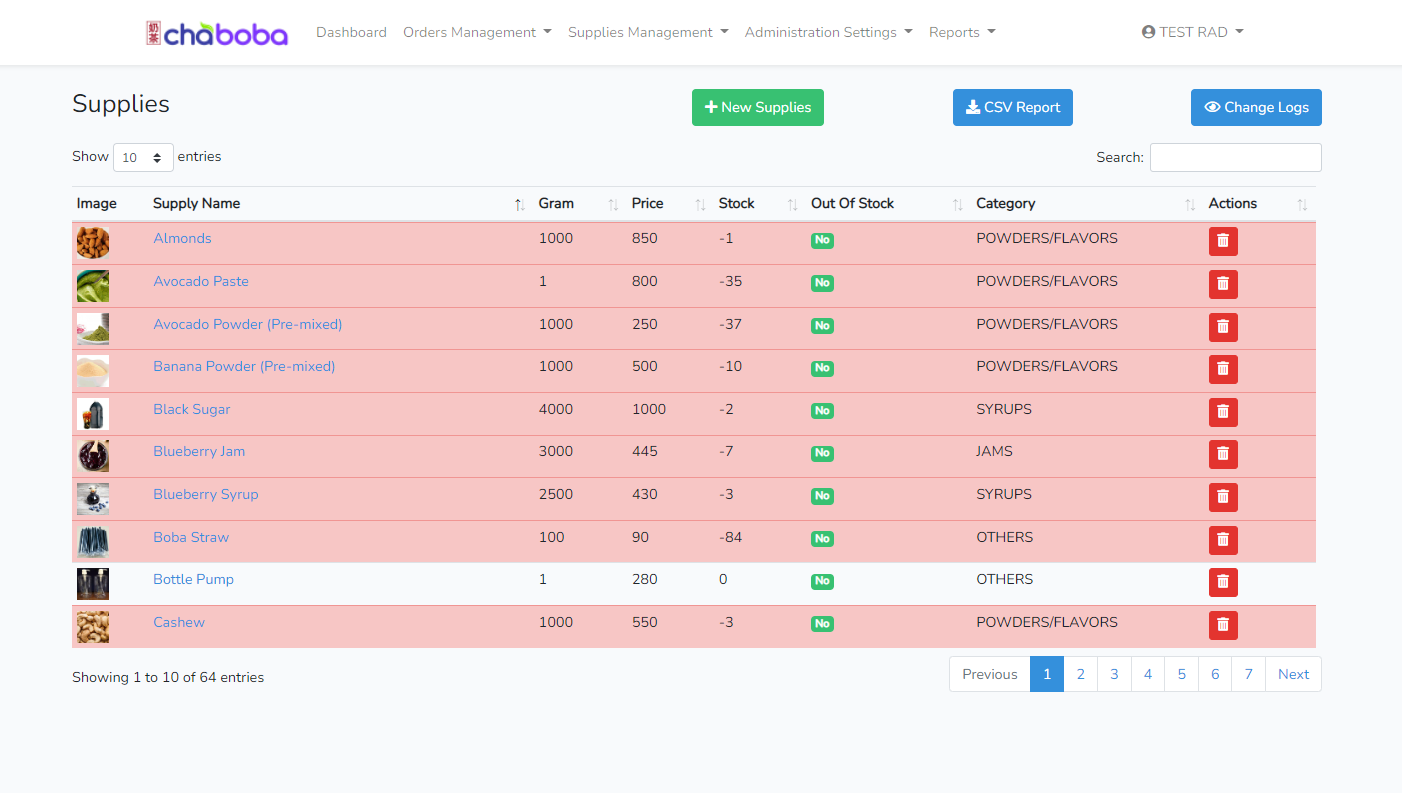 奶茶 chaboba Dashboard Orders Management Supplies Management Administration Settings Reports TEST RAD
Supplies New Supplies CSV Report Change Logs
Show 10 entries Search:
Image Supply Name Gram Price Stock Out Of Stock Category Actions
Almonds 1000 850 -1 No POWDERS/FLAVORS
Avocado Paste 1 800 -35 No POWDERS/FLAVORS
Avocado Powder (Pre-mixed) 1000 250 -37 No POWDERS/FLAVORS
Banana Powder (Pre-mixed) 1000 500 -10 No POWDERS/FLAVORS
Black Sugar 4000 1000 -2 No SYRUPS
Blueberry Jam 3000 445 -7 No JAMS
Blueberry Syrup 2500 430 -3 No SYRUPS
Boba Straw 100 90 -84 No OTHERS
Bottle Pump 1 280 0 No OTHERS
Cashew 1000 550 -3 No POWDERS/FLAVORS
Showing 1 to 10 of 64 entries Previous 1 2 3 4 5 6 7 Next